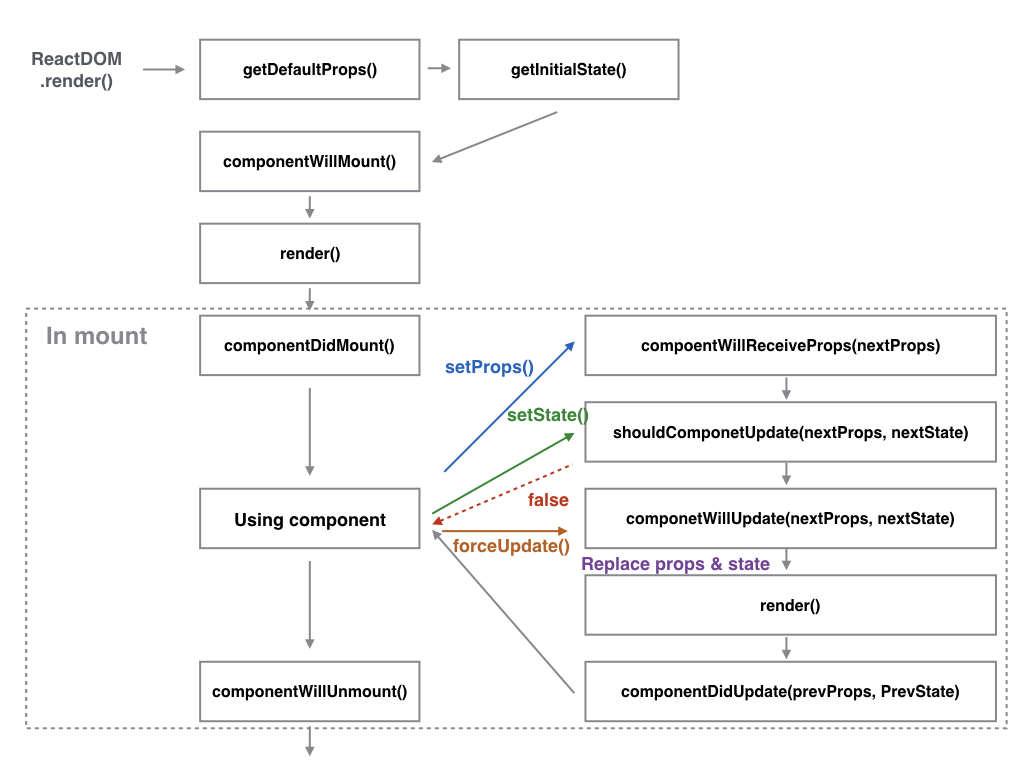 ReactDOM
.render()
getDefaultProps()
getInitialState()
componentWillMount()
render()
In mount
componentDidMount()
compoentWillReceiveProps(nextProps)
setProps()
setState()
shouldComponetUpdate(nextProps, nextState)
false
Using component
componetWillUpdate(nextProps, nextState)
forceUpdate()
Replace props & state
render()
componentWillUnmount()
componentDidUpdate(prevProps, PrevState)